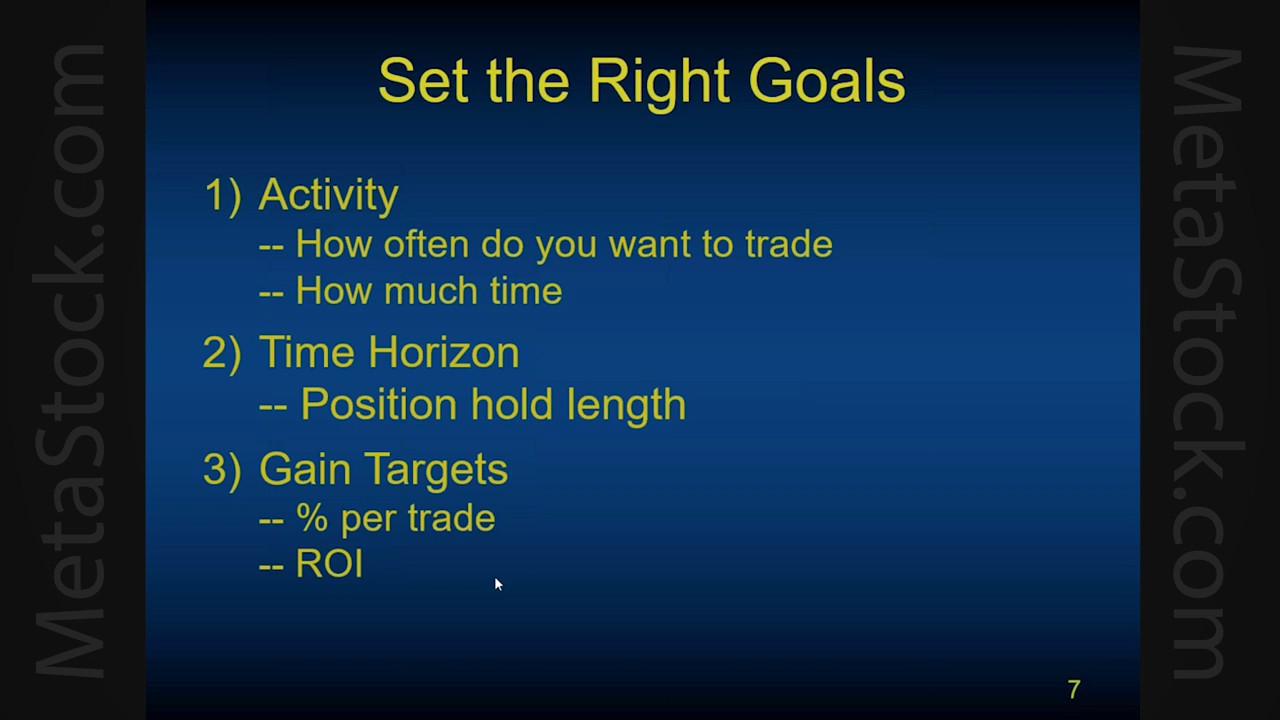 MetaStock.com
Set the Right Goals
1) Activity
-- How often do you want to trade
-- How much time
2) Time Horizon
-- Position hold length
3) Gain Targets
-- % per trade
-- ROI
7
MetaStock.com